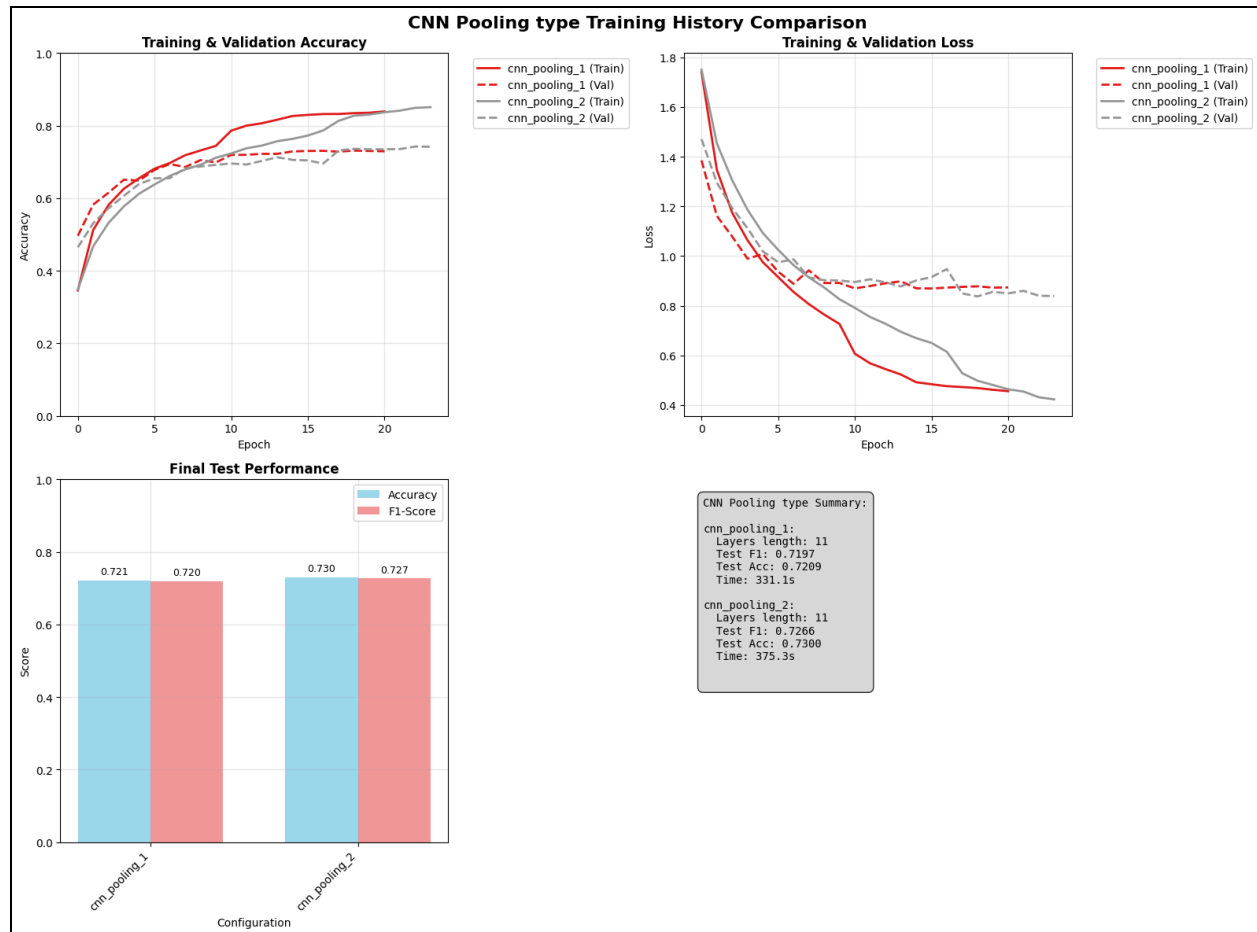 CNN Pooling type Training History Comparison
Training & Validation Accuracy
1.0
0.8
0.6
0.4
0.2
0.0
Accuracy
0
5
10
15
20
Epoch
cnn_pooling_1 (Train)
cnn_pooling_1 (Val)
cnn_pooling_2 (Train)
cnn_pooling_2 (Val)
Training & Validation Loss
1.8
1.6
1.4
1.2
1.0
0.8
0.6
0.4
Loss
0
5
10
15
20
Epoch
cnn_pooling_1 (Train)
cnn_pooling_1 (Val)
cnn_pooling_2 (Train)
cnn_pooling_2 (Val)
Final Test Performance
1.0
0.8
0.6
0.4
0.2
0.0
Score
Accuracy
F1-Score
0.721
0.720
0.730
0.727
cnn_pooling_1
cnn_pooling_2
Configuration
CNN Pooling type Summary:
cnn_pooling_1:
Layers length: 11
Test F1: 0.7197
Test Acc: 0.7209
Time: 331.1s
cnn_pooling_2:
Layers length: 11
Test F1: 0.7266
Test Acc: 0.7300
Time: 375.3s